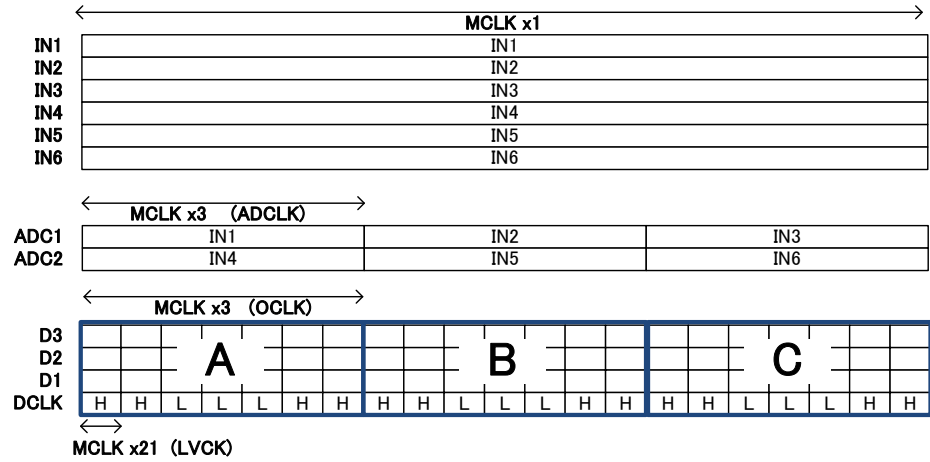 MCLK x1
IN1 IN1
IN2 IN2
IN3 IN3
IN4 IN4
IN5 IN5
IN6 IN6
MCLK x3 (ADCLK)
ADC1 IN1 IN2 IN3
ADC2 IN4 IN5 IN6
MCLK x3 (OCLK)
D3
D2 A B C
D1
DCLK H H L L L H H H H L L L H H H H L L L H H
MCLK x21 (LVCK)